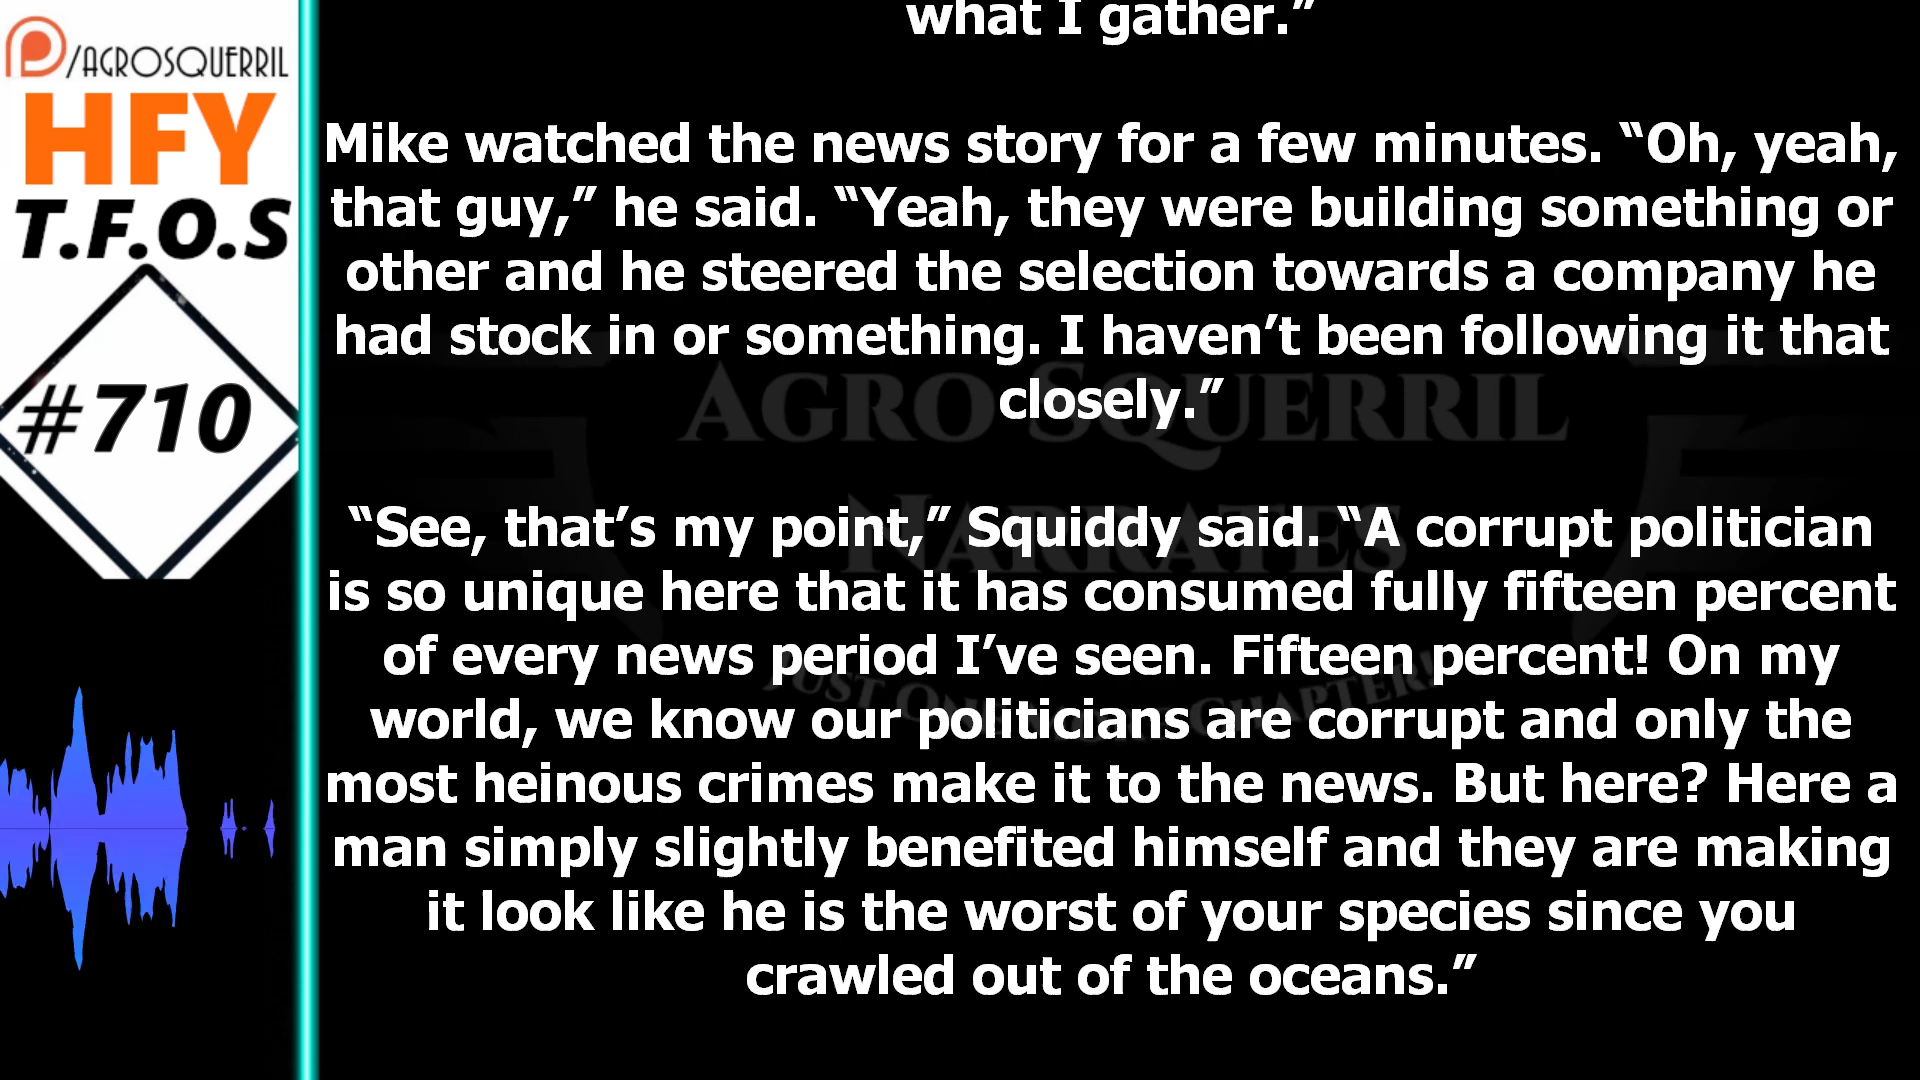 /AGROSQUERRIL
HFY
T.F.O.S
#710
what I gather.”
Mike watched the news story for a few minutes. “Oh, yeah,
that guy,” he said. “Yeah, they were building something or
other and he steered the selection towards a company he
had stock in or something. I haven’t been following it that
closely.”
“See, that’s my point,” Squiddy said. “A corrupt politician
is so unique here that it has consumed fully fifteen percent
of every news period I’ve seen. Fifteen percent! On my
world, we know our politicians are corrupt and only the
most heinous crimes make it to the news. But here? Here a
man simply slightly benefited himself and they are making
it look like he is the worst of your species since you
crawled out of the oceans.”
AGROSQUERRIL
NARRATES
JUST ONE MORE CHAPTER!